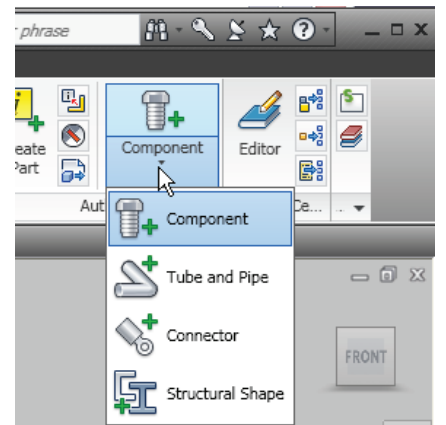 phrase
eate
Part
Component
Editor
Aut
Ce...
Component
Tube and Pipe
Connector
Structural Shape
FRONT